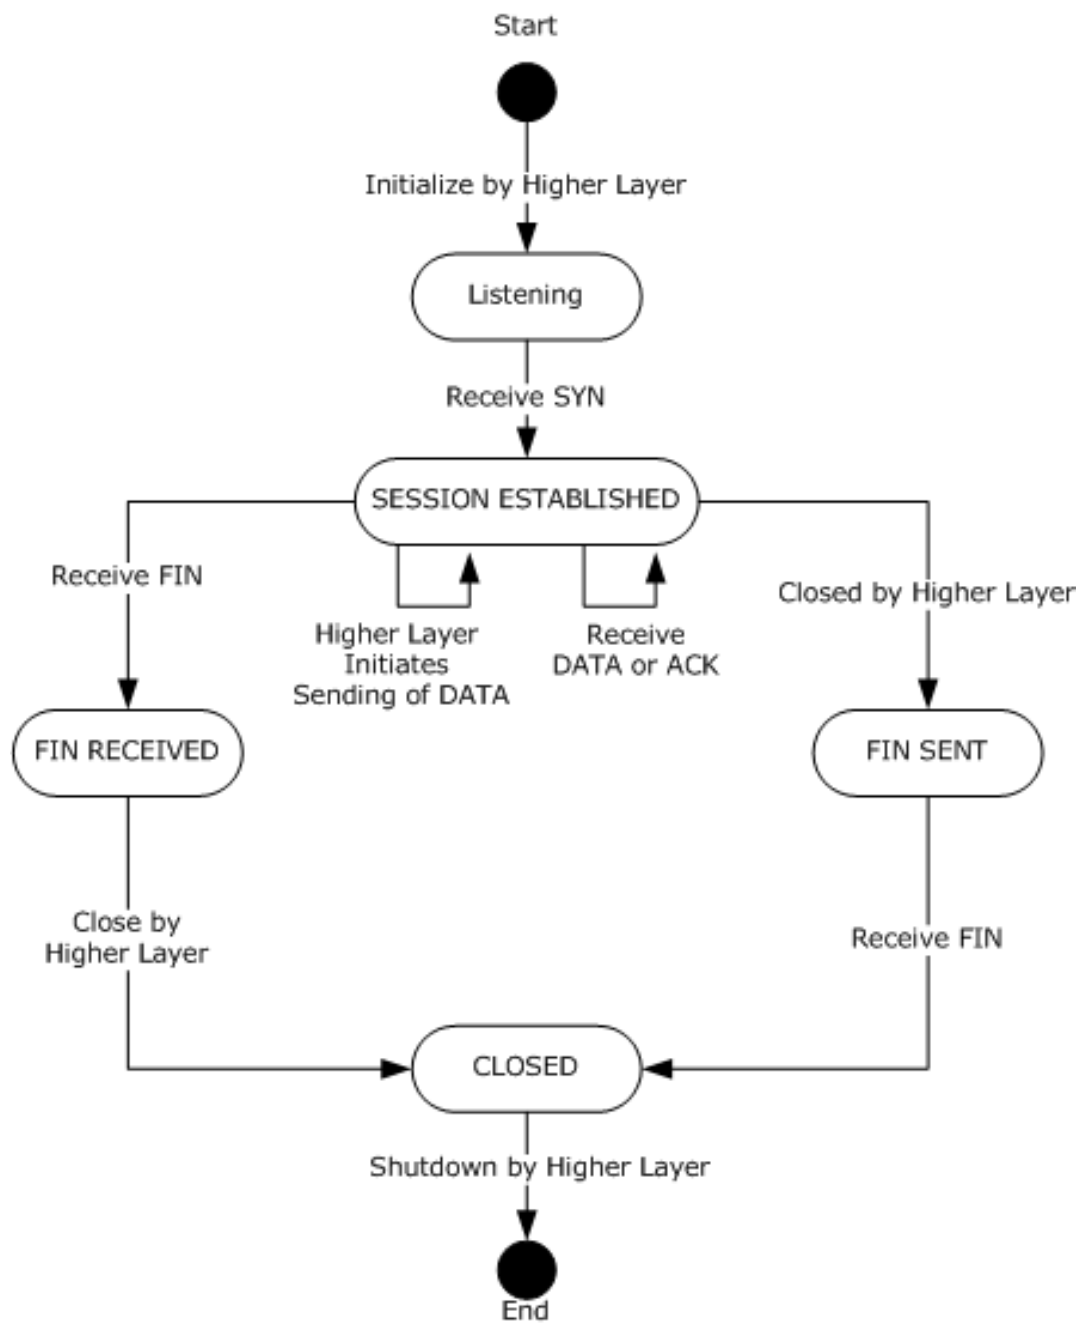 Start
Initialize by Higher Layer
Listening
Receive SYN
SESSION ESTABLISHED
Receive FIN
Closed by Higher Layer
Higher Layer
Initiates
Sending of DATA
Receive
DATA or ACK
FIN RECEIVED
FIN SENT
Close by
Higher Layer
Receive FIN
CLOSED
Shutdown by Higher Layer
End